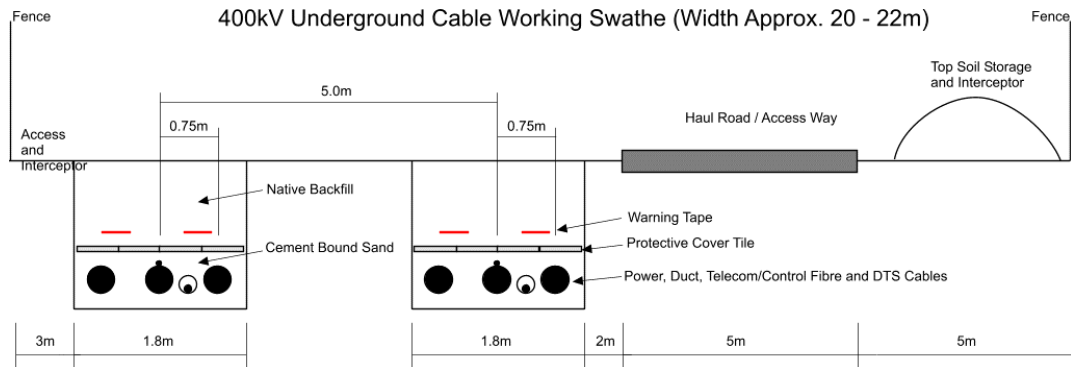 Fence
400kV Underground Cable Working Swathe (Width Approx. 20 - 22m)
Fence
Top Soil Storage
and Interceptor
5.0m
0.75m
0.75m
Haul Road / Access Way
Access
and
Interceptor
Native Backfill
Warning Tape
Protective Cover Tile
Cement Bound Sand
Power, Duct, Telecom/Control Fibre and DTS Cables
3m
1.8m
1.8m
2m
5m
5m